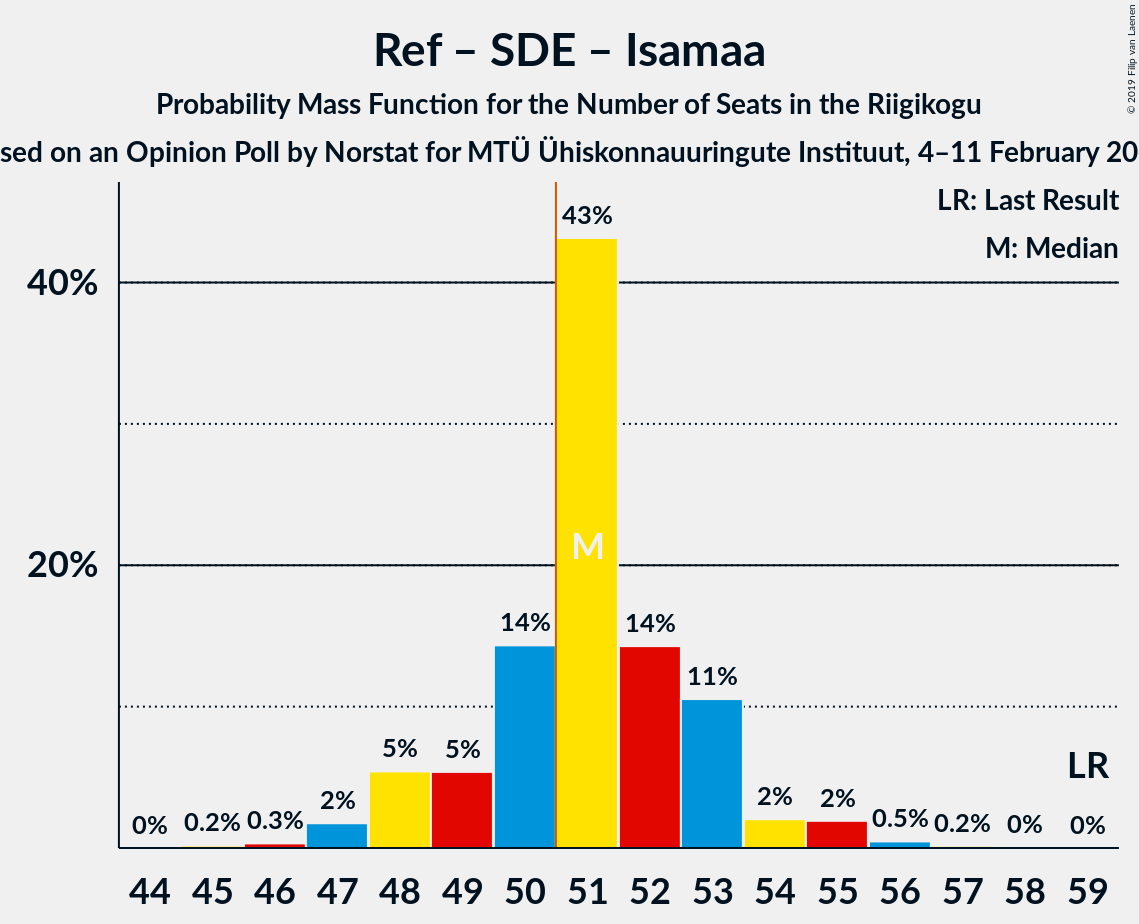 Ref – SDE – Isamaa
Probability Mass Function for the Number of Seats in the Riigikogu
sed on an Opinion Poll by Norstat for MTÜ Ühiskonnauuringute Instituut, 4–11 February 20
© 2019 Filip van Laenen
LR: Last Result
M: Median
43%
40%
M
20%
14%
14%
11%
5%
5%
LR
2%
2%
2%
0%
0.2%
0.3%
0.5%
0.2%
0%
0%
44 45 46 47 48 49 50 51 52 53 54 55 56 57 58 59